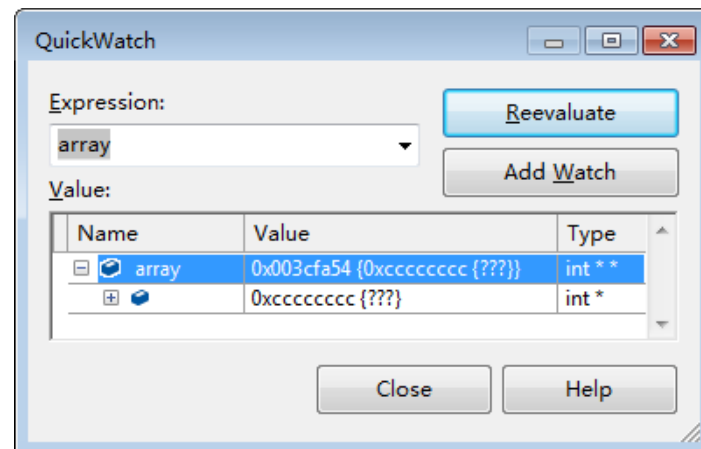 QuickWatch
Expression:
Reevaluate
array
Add Watch
Value:
Name Value Type
array 0x003cfa54 {0xcccccccc {???}} int * *
0xcccccccc {???} int *
Close Help